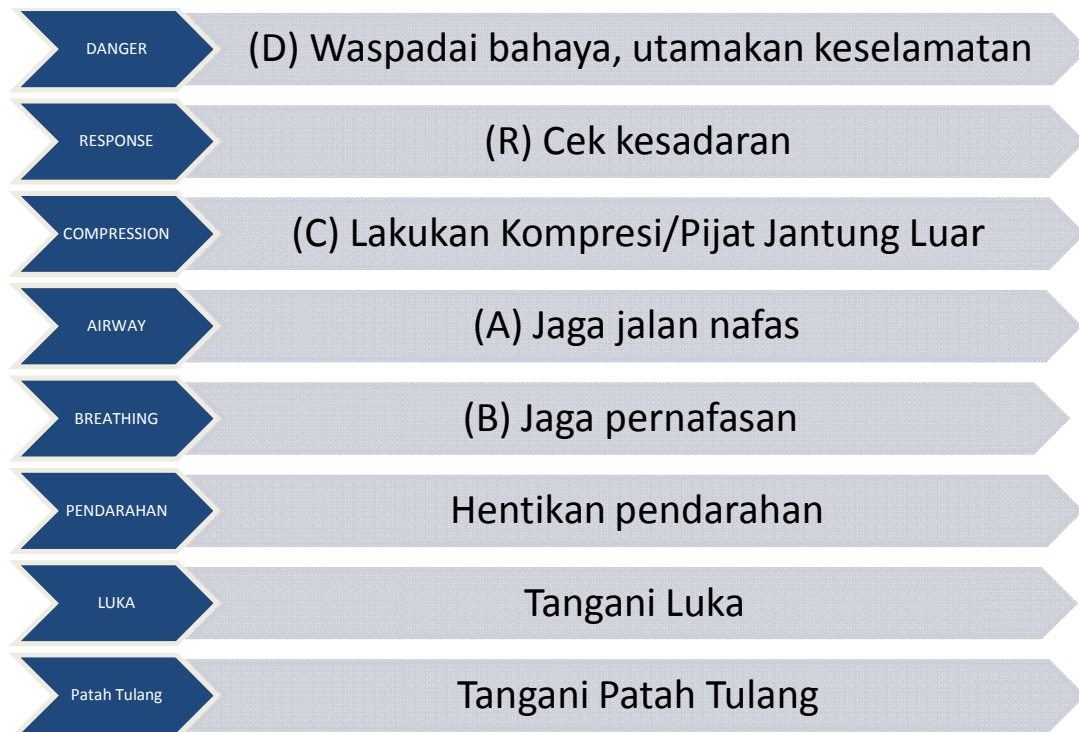 DANGER
(D) Waspadai bahaya, utamakan keselamatan
RESPONSE
(R) Cek kesadaran
COMPRESSION
(C) Lakukan Kompresi/Pijat Jantung Luar
AIRWAY
(A) Jaga jalan nafas
BREATHING
(B) Jaga pernafasan
PENDARAHAN
Hentikan pendarahan
LUKA
Tangani Luka
Patah Tulang
Tangani Patah Tulang